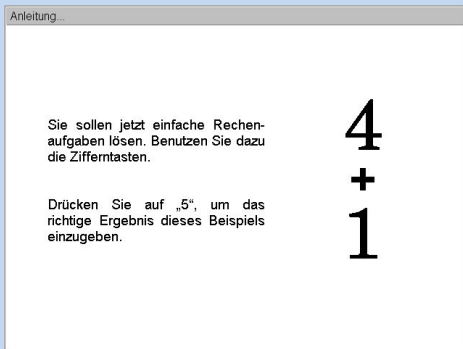 Anleitung...
Sie sollen jetzt einfache Rechen-
aufgaben lösen. Benutzen Sie dazu
die Zifferntasten.
Drücken Sie auf „5“, um das
richtige Ergebnis dieses Beispiels
einzugeben.
4
+
1